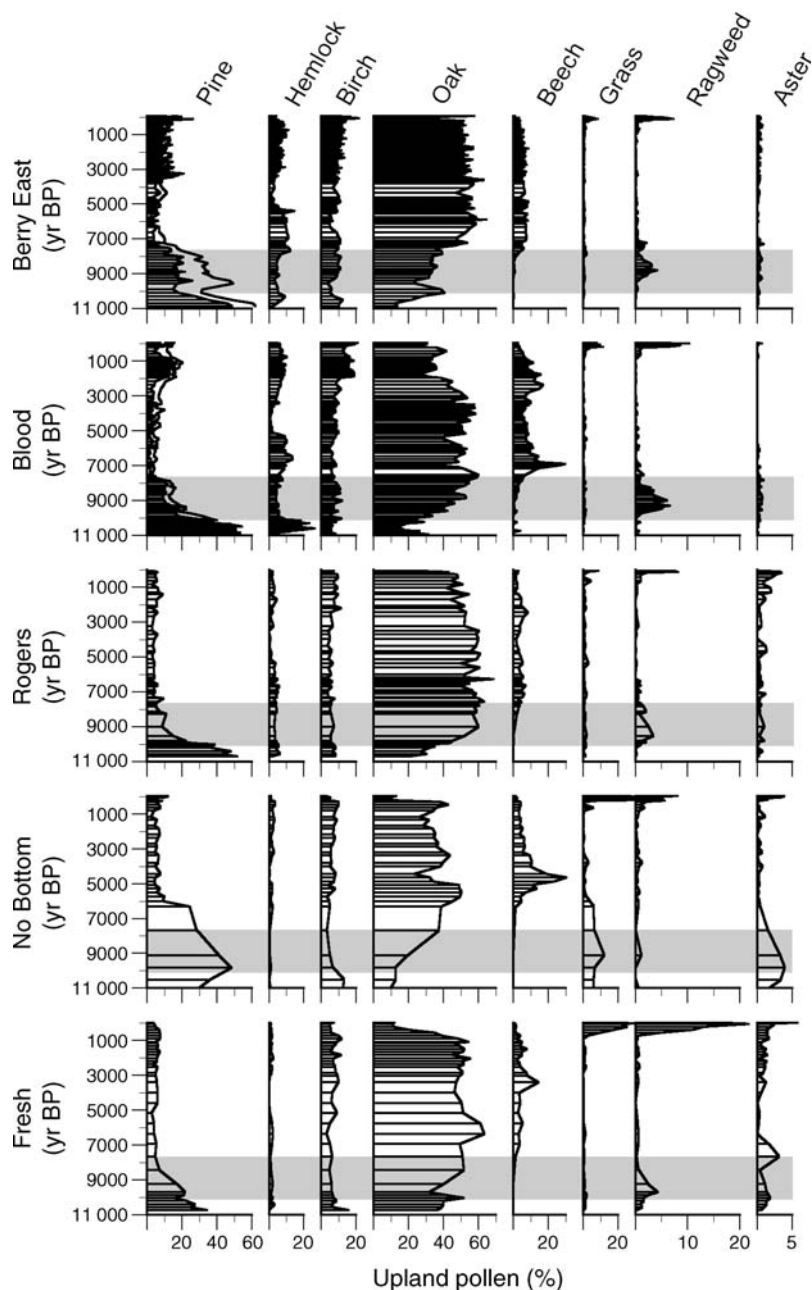 Pine Hemlock Birch Oak Beech Grass Ragweed Aster
Berry East
(yr BP)
1000
3000
5000
7000
9000
11 000
Blood
(yr BP)
1000
3000
5000
7000
9000
11 000
Rogers
(yr BP)
1000
3000
5000
7000
9000
11 000
No Bottom
(yr BP)
1000
3000
5000
7000
9000
11 000
Fresh
(yr BP)
1000
3000
5000
7000
9000
11 000
20 40 60 20 20 20 40 60 20 20 10 20 5
Upland pollen (%)